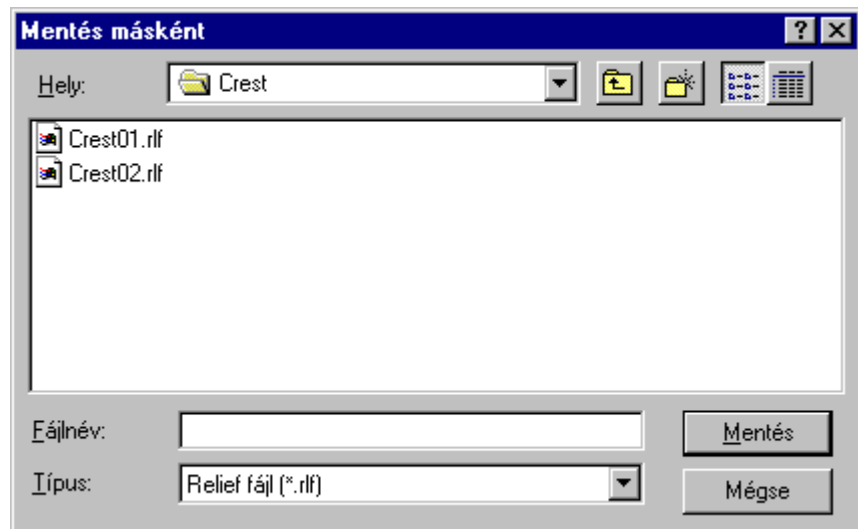 Mentés másként
Hely: Crest
Crest01.rlf
Crest02.rlf
Fájlnév:
Mentés
Típus: Relief fájl (*.rlf)
Mégse